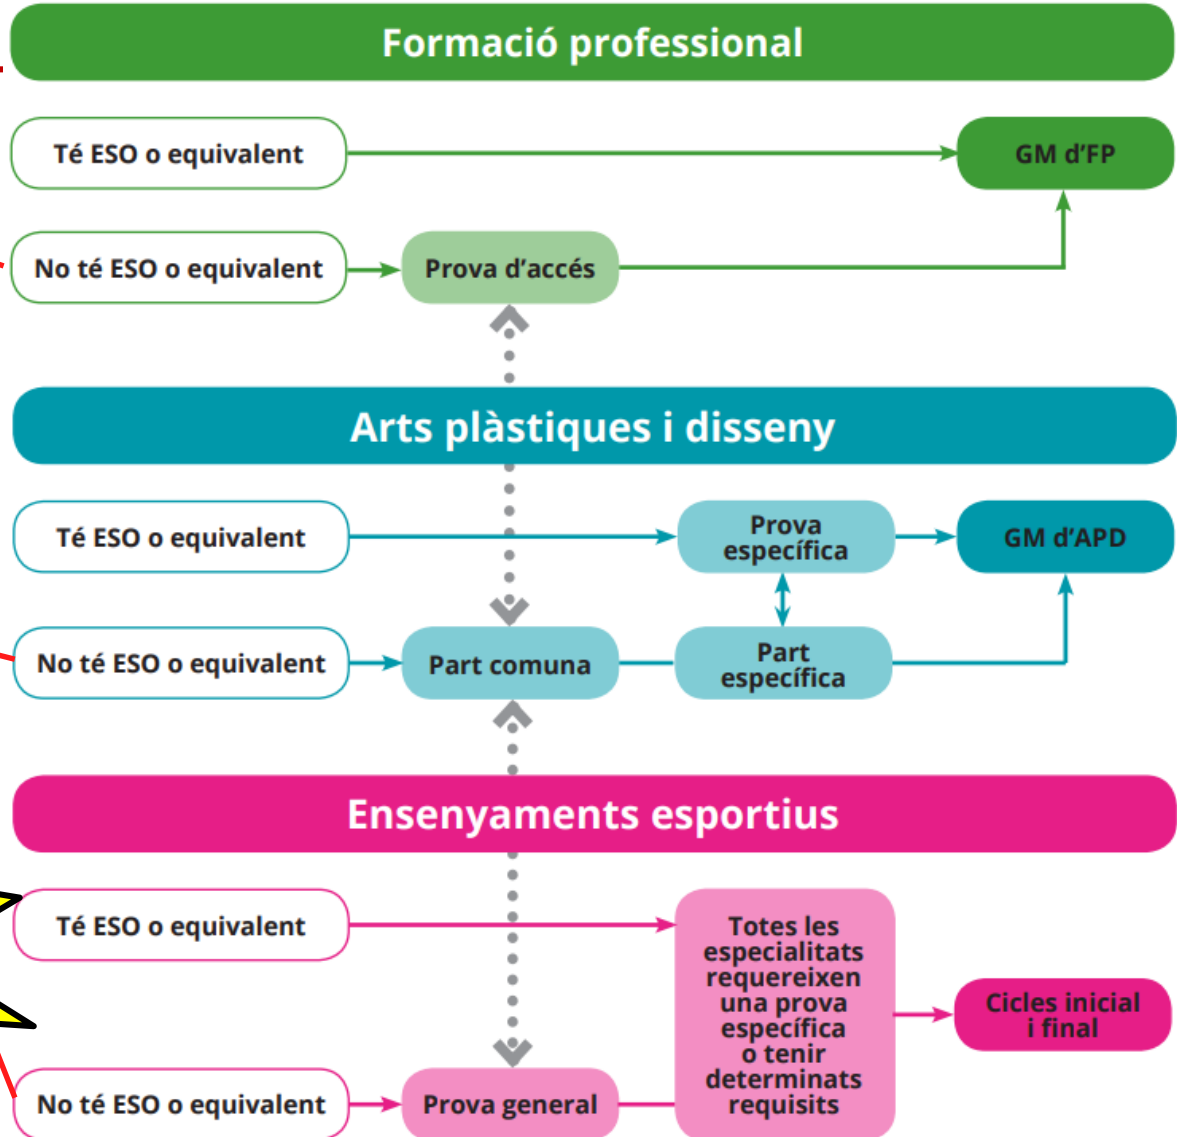 Formació professional
Té ESO o equivalent
GM d'FP
No té ESO o equivalent
Prova d'accés
Arts plàstiques i disseny
Té ESO o equivalent
Prova
específica
GM d'APD
No té ESO o equivalent
Part comuna
Part
específica
Ensenyaments esportius
Té ESO o equivalent
Totes les
especialitats
requereixen
una prova
específica
o tenir
determinats
requisits
Cicles inicial
i final
No té ESO o equivalent
Prova general